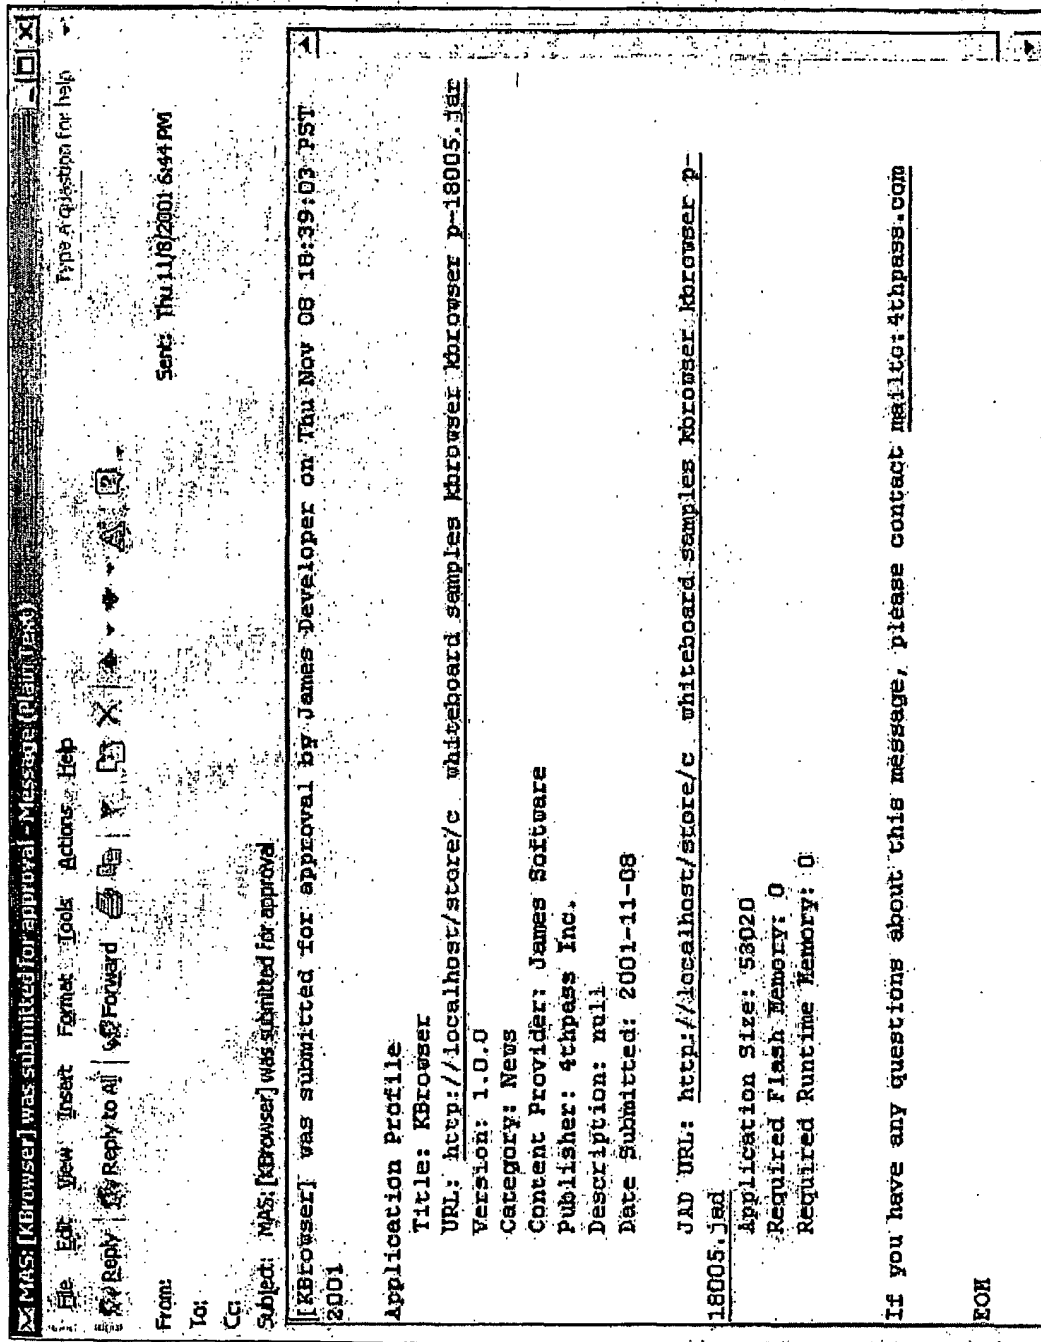 MAS: [KBrowser] was submitted for approval - Message (Plain Text)
File Edit View Insert Format Tools Actions Help Type a question for help
Reply Reply to All Forward
From: Sent: Thu 11/8/2001 6:44 PM
To:
Cc:
Subject: MAS: [KBrowser] was submitted for approval
[KBrowser] was submitted for approval by James Developer on Thu Nov 08 18:39:03 PST
2001
Application Profile
Title: KBrowser
URL: http://localhost/store/c whiteboard samples kbrowser kbrowser p-18005.jar
Version: 1.0.0
Category: News
Content Provider: James Software
Publisher: 4thpass Inc.
Description: null
Date Submitted: 2001-11-08
JAD URL: http://localhost/store/c whiteboard samples kbrowser kbrowser p-
18005.jad
Application Size: 53020
Required Flash Memory: 0
Required Runtime Memory: 0
If you have any questions about this message, please contact mailto:4thpass.com
EOM